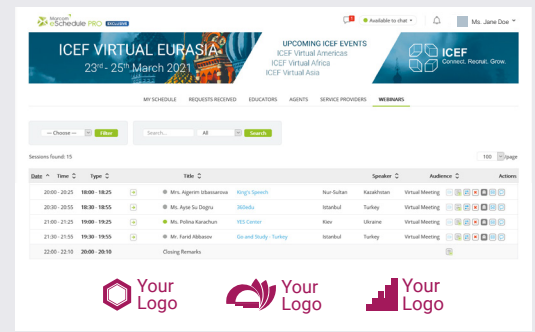 Marcom
eSchedule PRO EXCLUSIVE
Available to chat
Ms. Jane Doe
ICEF VIRTUAL EURASIA
23rd - 25th March 2021
UPCOMING ICEF EVENTS
ICEF Virtual Americas
ICEF Virtual Africa
ICEF Virtual Asia
ICEF
Connect. Recruit. Grow.
MY SCHEDULE REQUESTS RECEIVED EDUCATORS AGENTS SERVICE PROVIDERS WEBINARS
— Choose — Filter Search... All Search
Sessions found: 15 100 /page
Date Time Type Title Speaker Audience Actions
20:00 - 20:25 18:00 - 18:25 Mrs. Aigerim Izbassarova King's Speech Nur-Sultan Kazakhstan Virtual Meeting
20:30 - 20:55 18:30 - 18:55 Ms. Ayse Su Dogru 360edu Istanbul Turkey Virtual Meeting
21:00 - 21:25 19:00 - 19:25 Ms. Polina Karachun YES Center Kiev Ukraine Virtual Meeting
21:30 - 21:55 19:30 - 19:55 Mr. Farid Abbasov Go and Study - Turkey Istanbul Turkey Virtual Meeting
22:00 - 22:10 20:00 - 20:10 Closing Remarks
Your Your Your
Logo Logo Logo